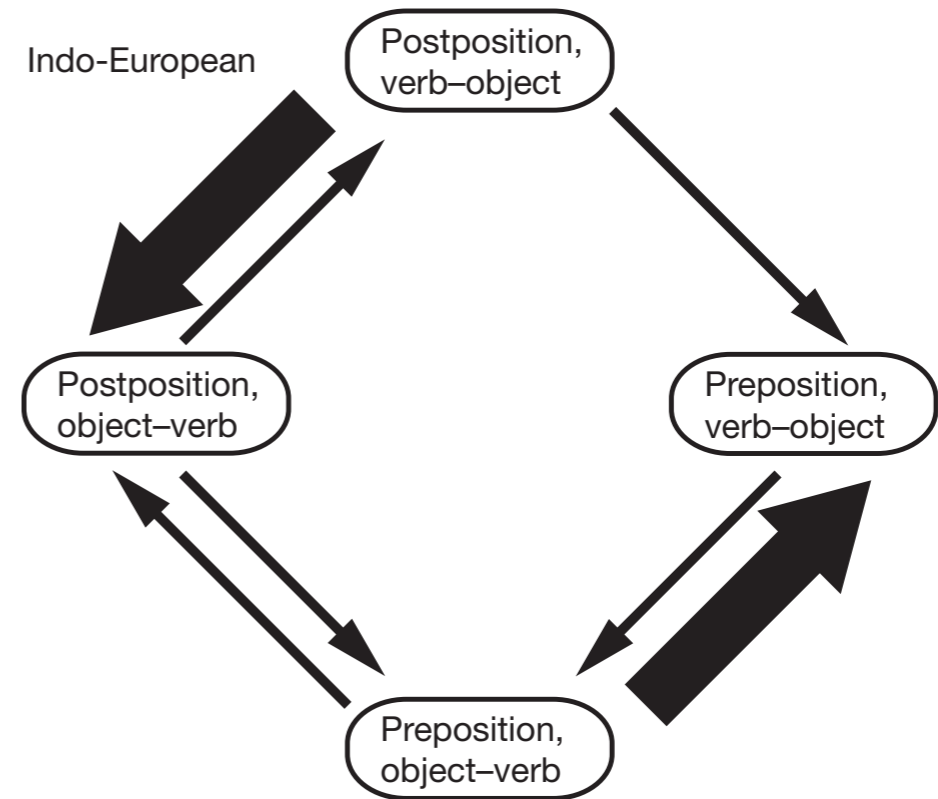 Indo-European
Postposition,
verb–object
Postposition,
object–verb
Preposition,
verb–object
Preposition,
object–verb